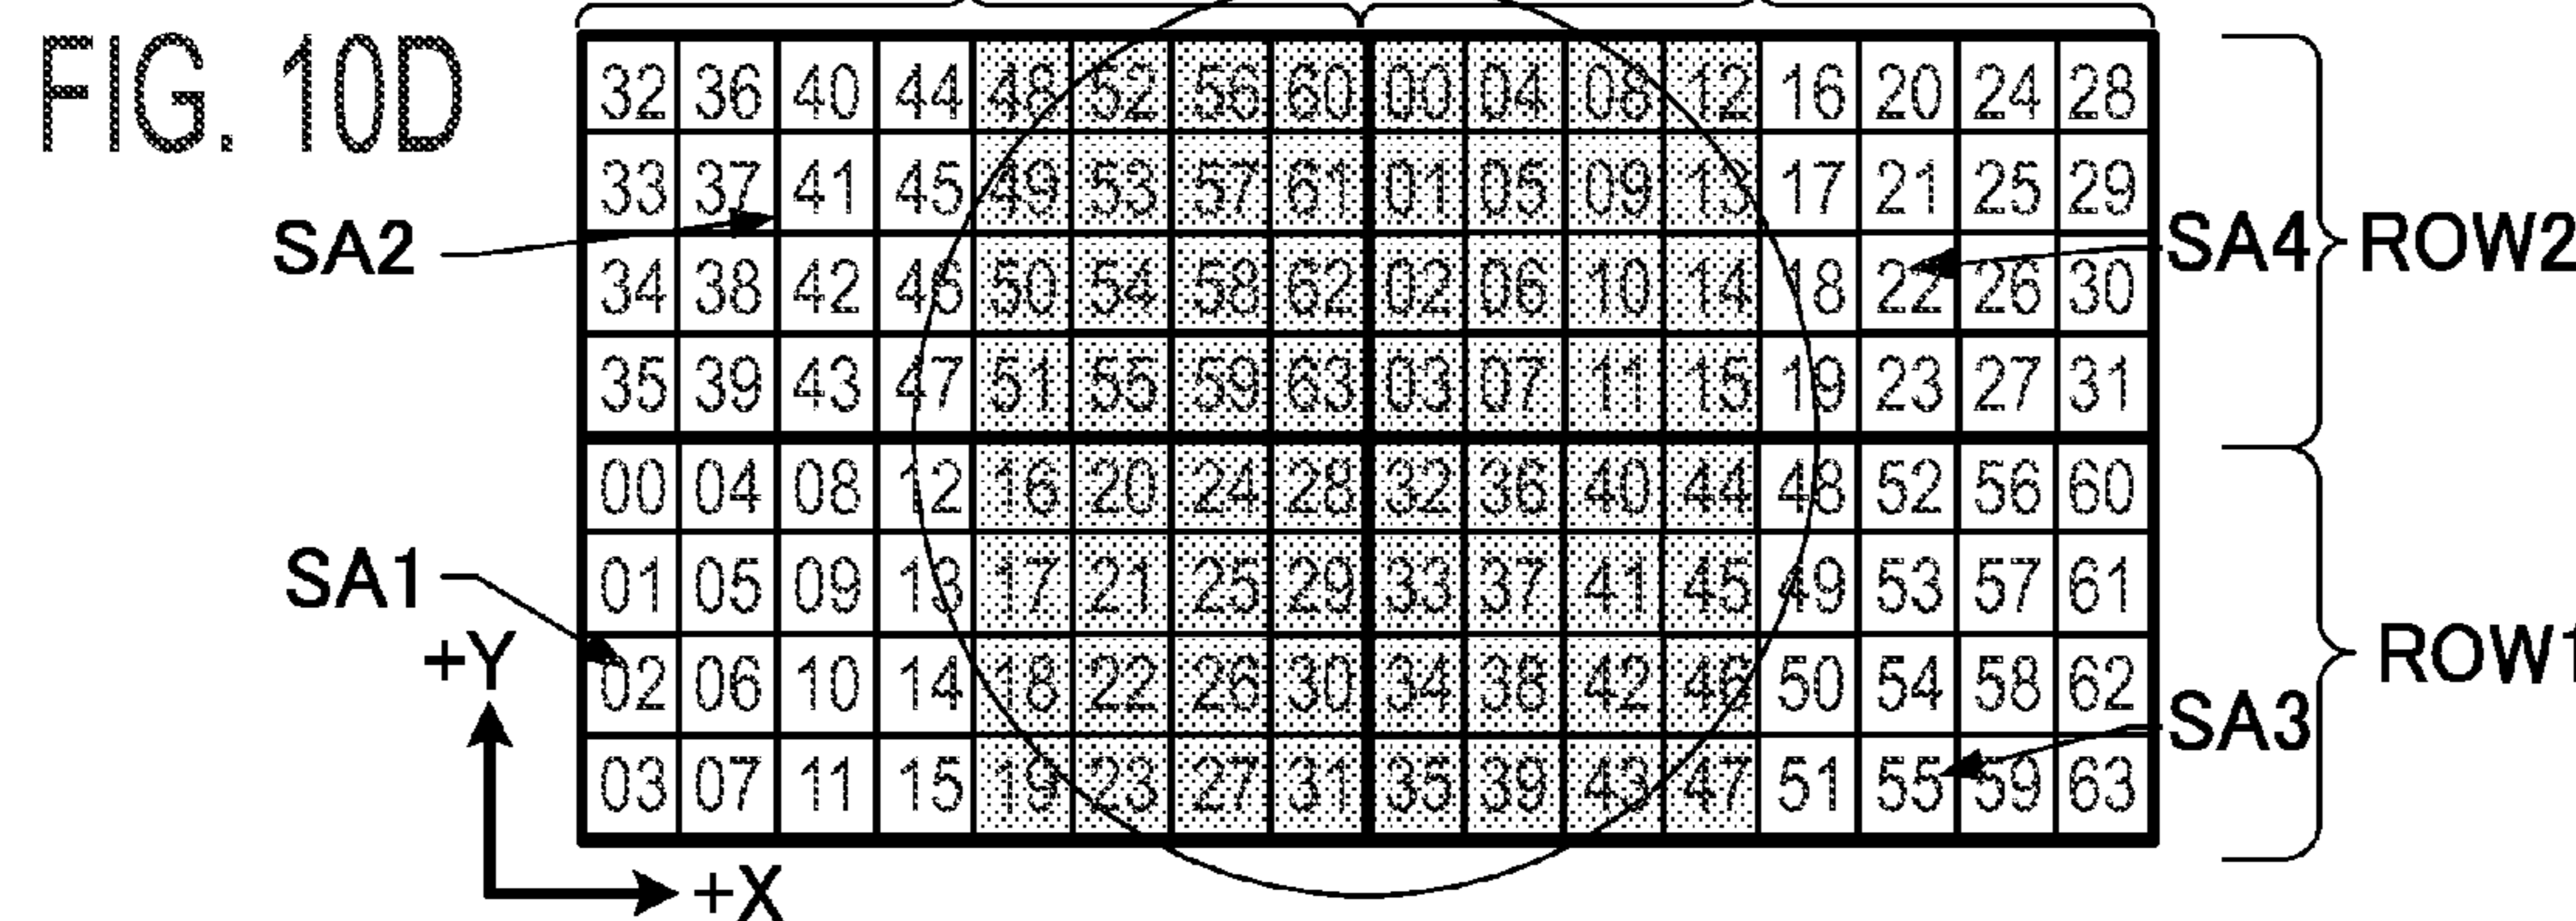 FIG. 10D
32 36 40 44 48 52 56 60 00 04 08 12 16 20 24 28
33 37 41 45 49 53 57 61 01 05 09 13 17 21 25 29
SA2
SA4
ROW2
34 38 42 46 50 54 58 62 02 06 10 14 18 22 26 30
35 39 43 47 51 55 59 63 03 07 11 15 19 23 27 31
00 04 08 12 16 20 24 28 32 36 40 44 48 52 56 60
SA1
01 05 09 13 17 21 25 29 33 37 41 45 49 53 57 61
+Y
02 06 10 14 18 22 26 30 34 38 42 46 50 54 58 62
ROW1
SA3
03 07 11 15 19 23 27 31 35 39 43 47 51 55 59 63
+X